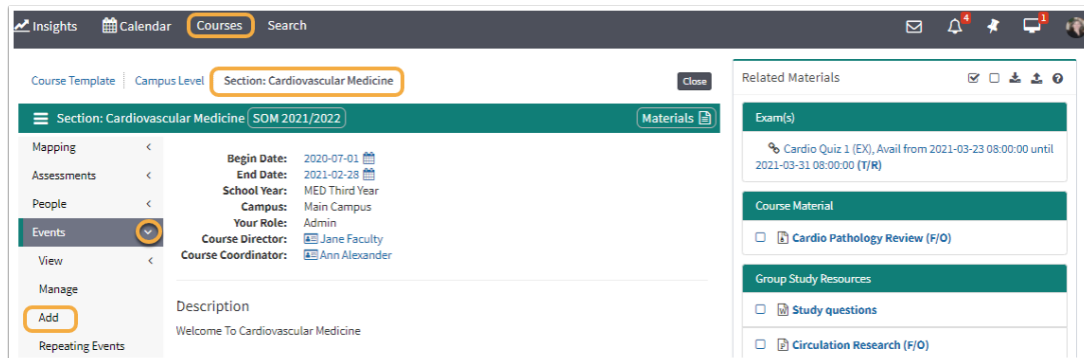 Insights Calendar Courses Search 4 1
Course Template Campus Level Section: Cardiovascular Medicine Close
Section: Cardiovascular Medicine SOM 2021/2022 Materials
Mapping
Assessments
People
Events
View
Manage
Add
Repeating Events
Begin Date: 2020-07-01
End Date: 2021-02-28
School Year: MED Third Year
Campus: Main Campus
Your Role: Admin
Course Director: Jane Faculty
Course Coordinator: Ann Alexander
Description
Welcome To Cardiovascular Medicine
Related Materials
Exam(s)
Cardio Quiz 1 (EX), Avail from 2021-03-23 08:00:00 until
2021-03-31 08:00:00 (T/R)
Course Material
Cardio Pathology Review (F/O)
Group Study Resources
Study questions
Circulation Research (F/O)